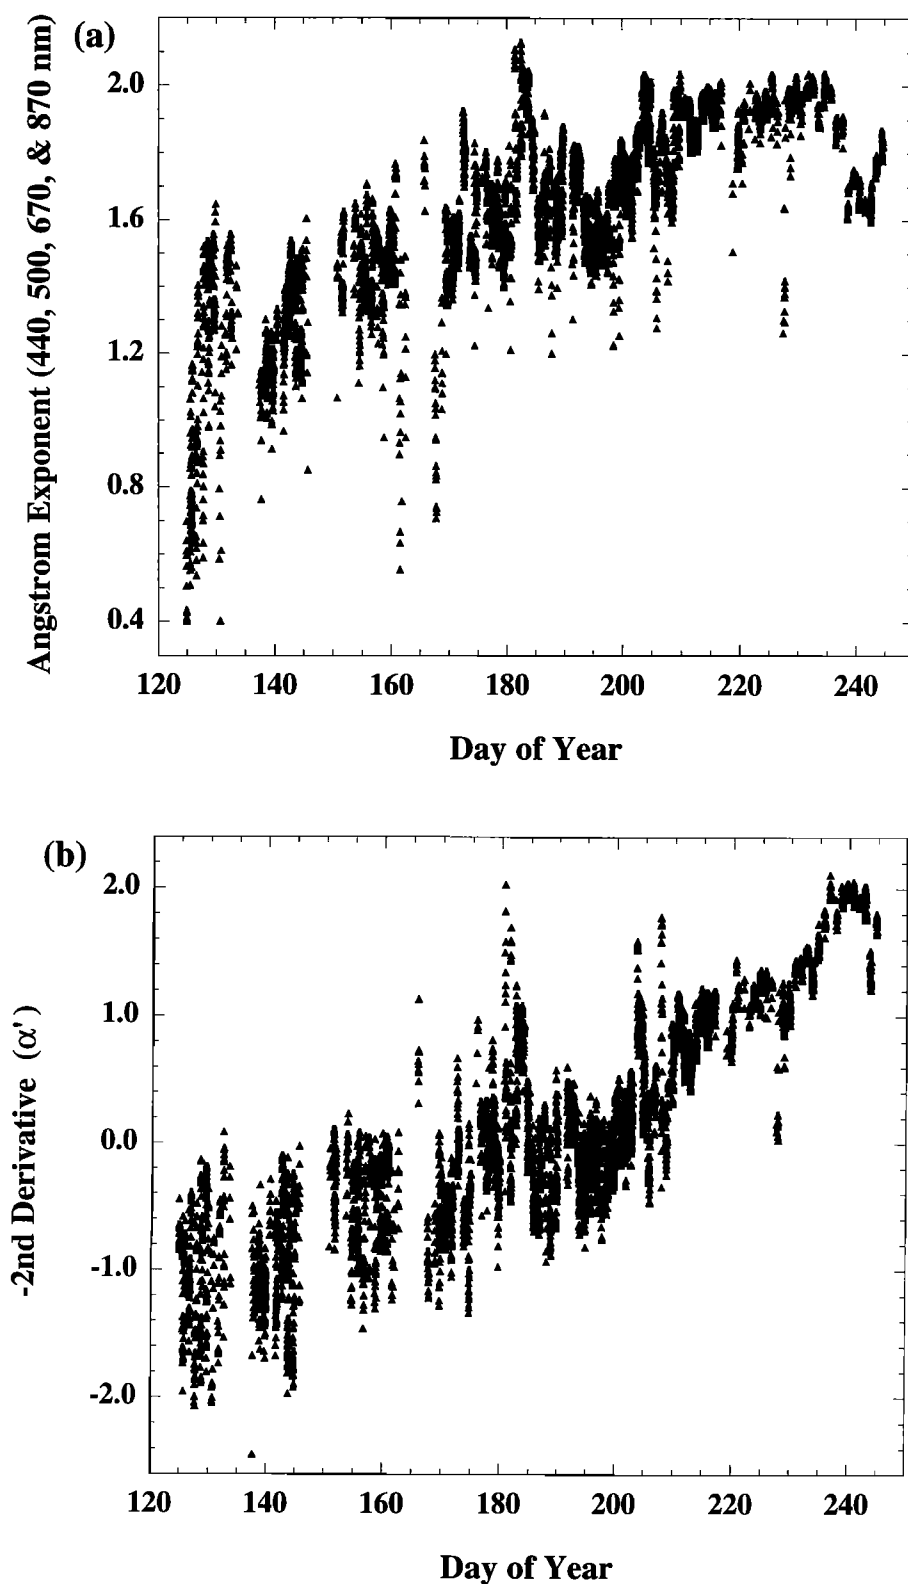 (a)
Angstrom Exponent (440, 500, 670, & 870 nm)
2.0
1.6
1.2
0.8
0.4
120 140 160 180 200 220 240
Day of Year
(b)
-2nd Derivative (α')
2.0
1.0
0.0
-1.0
-2.0
120 140 160 180 200 220 240
Day of Year